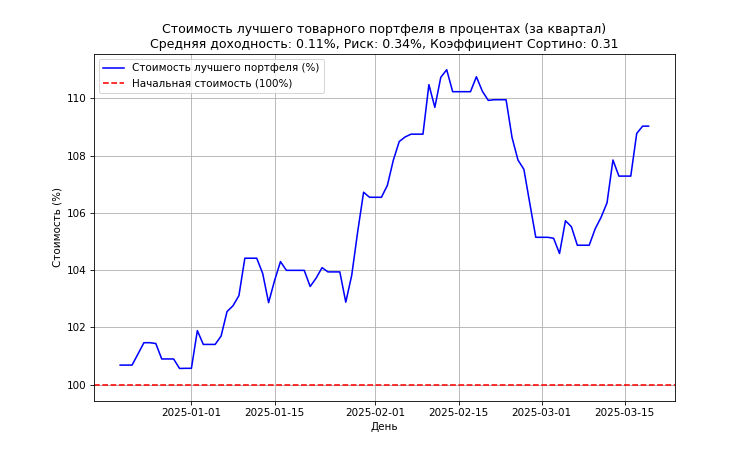 Стоимость лучшего товарного портфеля в процентах (за квартал)
Средняя доходность: 0.11%, Риск: 0.34%, Коэффициент Сортино: 0.31
Стоимость лучшего портфеля (%)
Начальная стоимость (100%)
Стоимость (%)
110
108
106
104
102
100
2025-01-01
2025-01-15
2025-02-01
2025-02-15
2025-03-01
2025-03-15
День